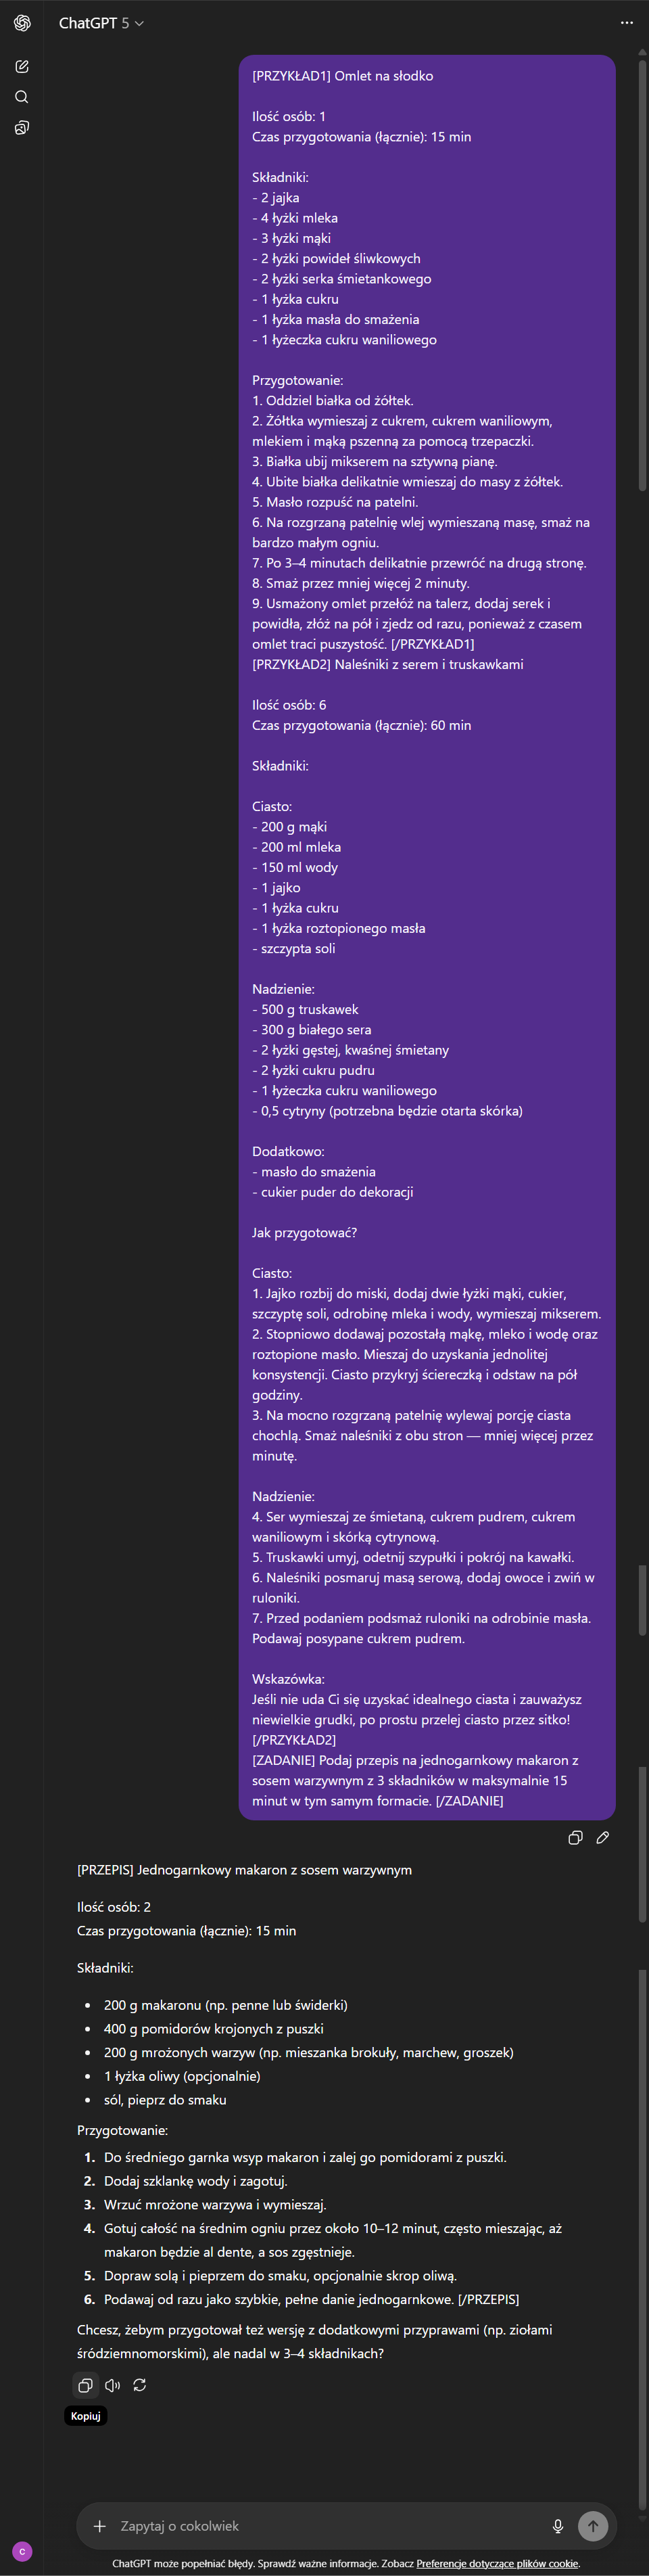 ChatGPT 5
[PRZYKŁAD1] Omlet na słodko
Ilość osób: 1
Czas przygotowania (łącznie): 15 min
Składniki:
- 2 jajka
- 4 łyżki mleka
- 3 łyżki mąki
- 2 łyżki powideł śliwkowych
- 2 łyżki serka śmietankowego
- 1 łyżka cukru
- 1 łyżka masła do smażenia
- 1 łyżeczka cukru waniliowego
Przygotowanie:
1. Oddziel białka od żółtek.
2. Żółtka wymieszaj z cukrem, cukrem waniliowym,
mlekiem i mąką pszenną za pomocą trzepaczki.
3. Białka ubij mikserem na sztywną pianę.
4. Ubite białka delikatnie wmieszaj do masy z żółtek.
5. Masło rozpuść na patelni.
6. Na rozgrzaną patelnię wlej wymieszaną masę, smaż na
bardzo małym ogniu.
7. Po 3–4 minutach delikatnie przewróć na drugą stronę.
8. Smaż przez mniej więcej 2 minuty.
9. Usmażony omlet przełóż na talerz, dodaj serek i
powidła, złóż na pół i zjedz od razu, ponieważ z czasem
omlet traci puszystość. [/PRZYKŁAD1]
[PRZYKŁAD2] Naleśniki z serem i truskawkami
Ilość osób: 6
Czas przygotowania (łącznie): 60 min
Składniki:
Ciasto:
- 200 g mąki
- 200 ml mleka
- 150 ml wody
- 1 jajko
- 1 łyżka cukru
- 1 łyżka roztopionego masła
- szczypta soli
Nadzienie:
- 500 g truskawek
- 300 g białego sera
- 2 łyżki gęstej, kwaśnej śmietany
- 2 łyżki cukru pudru
- 1 łyżeczka cukru waniliowego
- 0,5 cytryny (potrzebna będzie otarta skórka)
Dodatkowo:
- masło do smażenia
- cukier puder do dekoracji
Jak przygotować?
Ciasto:
1. Jajko rozbij do miski, dodaj dwie łyżki mąki, cukier,
szczyptę soli, odrobinę mleka i wody, wymieszaj mikserem.
2. Stopniowo dodawaj pozostałą mąkę, mleko i wodę oraz
roztopione masło. Mieszaj do uzyskania jednolitej
konsystencji. Ciasto przykryj ściereczką i odstaw na pół
godziny.
3. Na mocno rozgrzaną patelnię wylewaj porcję ciasta
chochlą. Smaż naleśniki z obu stron — mniej więcej przez
minutę.
Nadzienie:
4. Ser wymieszaj ze śmietaną, cukrem pudrem, cukrem
waniliowym i skórką cytrynową.
5. Truskawki umyj, odetnij szypułki i pokrój na kawałki.
6. Naleśniki posmaruj masą serową, dodaj owoce i zwiń w
ruloniki.
7. Przed podaniem podsmaż ruloniki na odrobinie masła.
Podawaj posypane cukrem pudrem.
Wskazówka:
Jeśli nie uda Ci się uzyskać idealnego ciasta i zauważysz
niewielkie grudki, po prostu przelej ciasto przez sitko!
[/PRZYKŁAD2]
[ZADANIE] Podaj przepis na jednogarnkowy makaron z
sosem warzywnym z 3 składników w maksymalnie 15
minut w tym samym formacie. [/ZADANIE]
[PRZEPIS] Jednogarnkowy makaron z sosem warzywnym
Ilość osób: 2
Czas przygotowania (łącznie): 15 min
Składniki:
• 200 g makaronu (np. penne lub świderki)
• 400 g pomidorów krojonych z puszki
• 200 g mrożonych warzyw (np. mieszanka brokuły, marchew, groszek)
• 1 łyżka oliwy (opcjonalnie)
• sól, pieprz do smaku
Przygotowanie:
1. Do średniego garnka wsyp makaron i zalej go pomidorami z puszki.
2. Dodaj szklankę wody i zagotuj.
3. Wrzuć mrożone warzywa i wymieszaj.
4. Gotuj całość na średnim ogniu przez około 10–12 minut, często mieszając, aż
makaron będzie al dente, a sos zgęstnieje.
5. Dopraw solą i pieprzem do smaku, opcjonalnie skrop oliwą.
6. Podawaj od razu jako szybkie, pełne danie jednogarnkowe. [/PRZEPIS]
Chcesz, żebym przygotował też wersję z dodatkowymi przyprawami (np. ziołami
śródziemnomorskimi), ale nadal w 3–4 składnikach?
Kopiuj
Zapytaj o cokolwiek
C
ChatGPT może popełniać błędy. Sprawdź ważne informacje. Zobacz Preferencje dotyczące plików cookie.